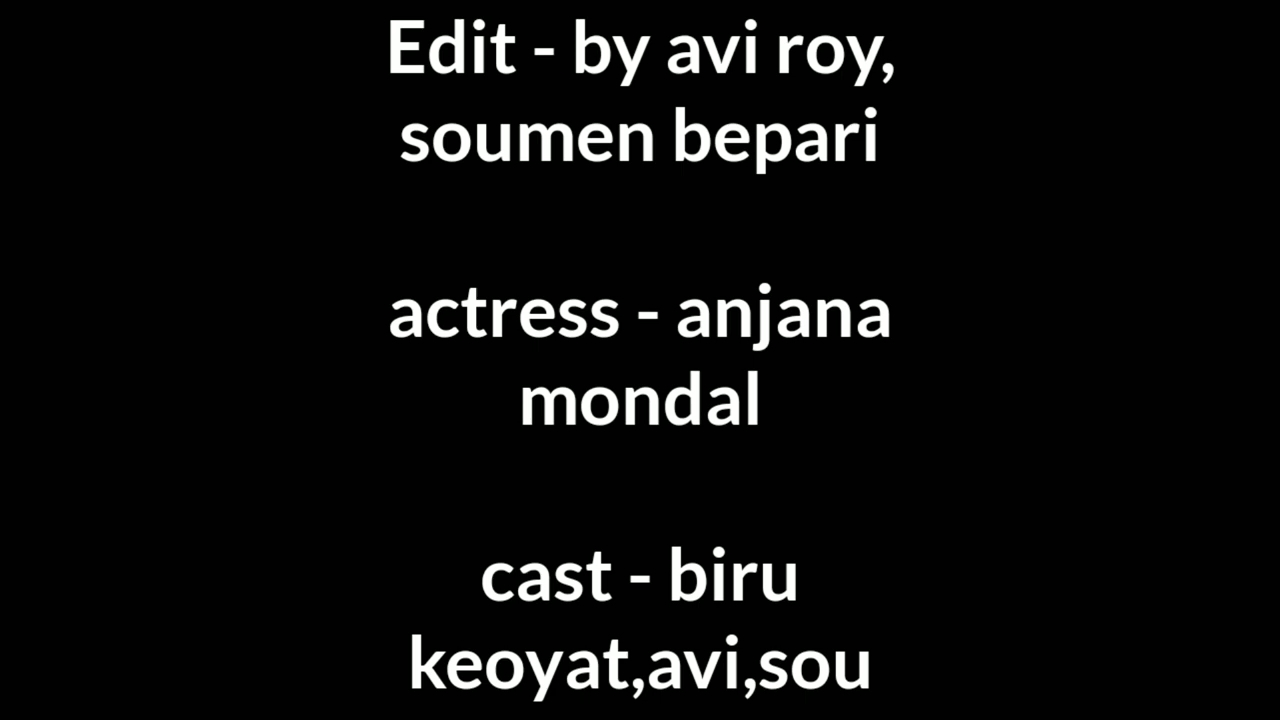 Edit - by avi roy,
soumen bepari
actress - anjana
mondal
cast - biru
keoyat,avi,sou